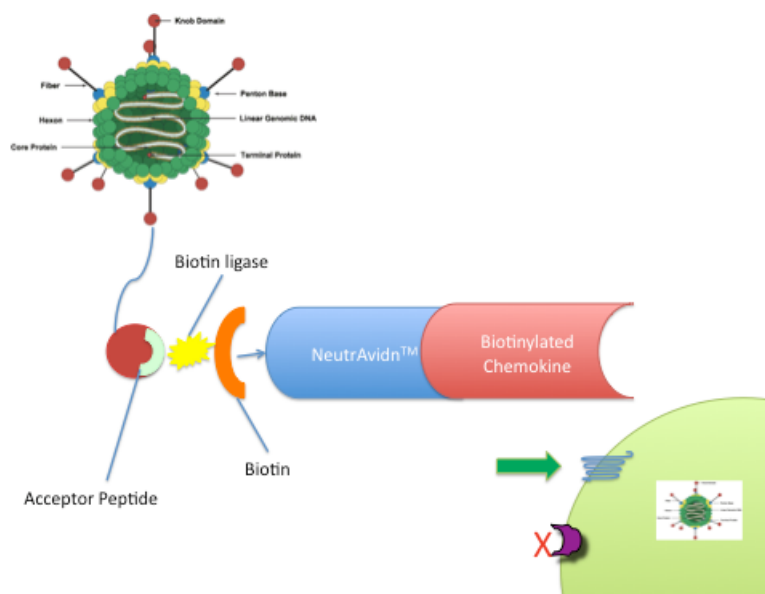 Knob Domain
Fiber
Penton Base
Hexon
Linear Genomic DNA
Core Protein
Terminal Protein
Biotin ligase
NeutrAvidn™
Biotinylated
Chemokine
Biotin
Acceptor Peptide
X